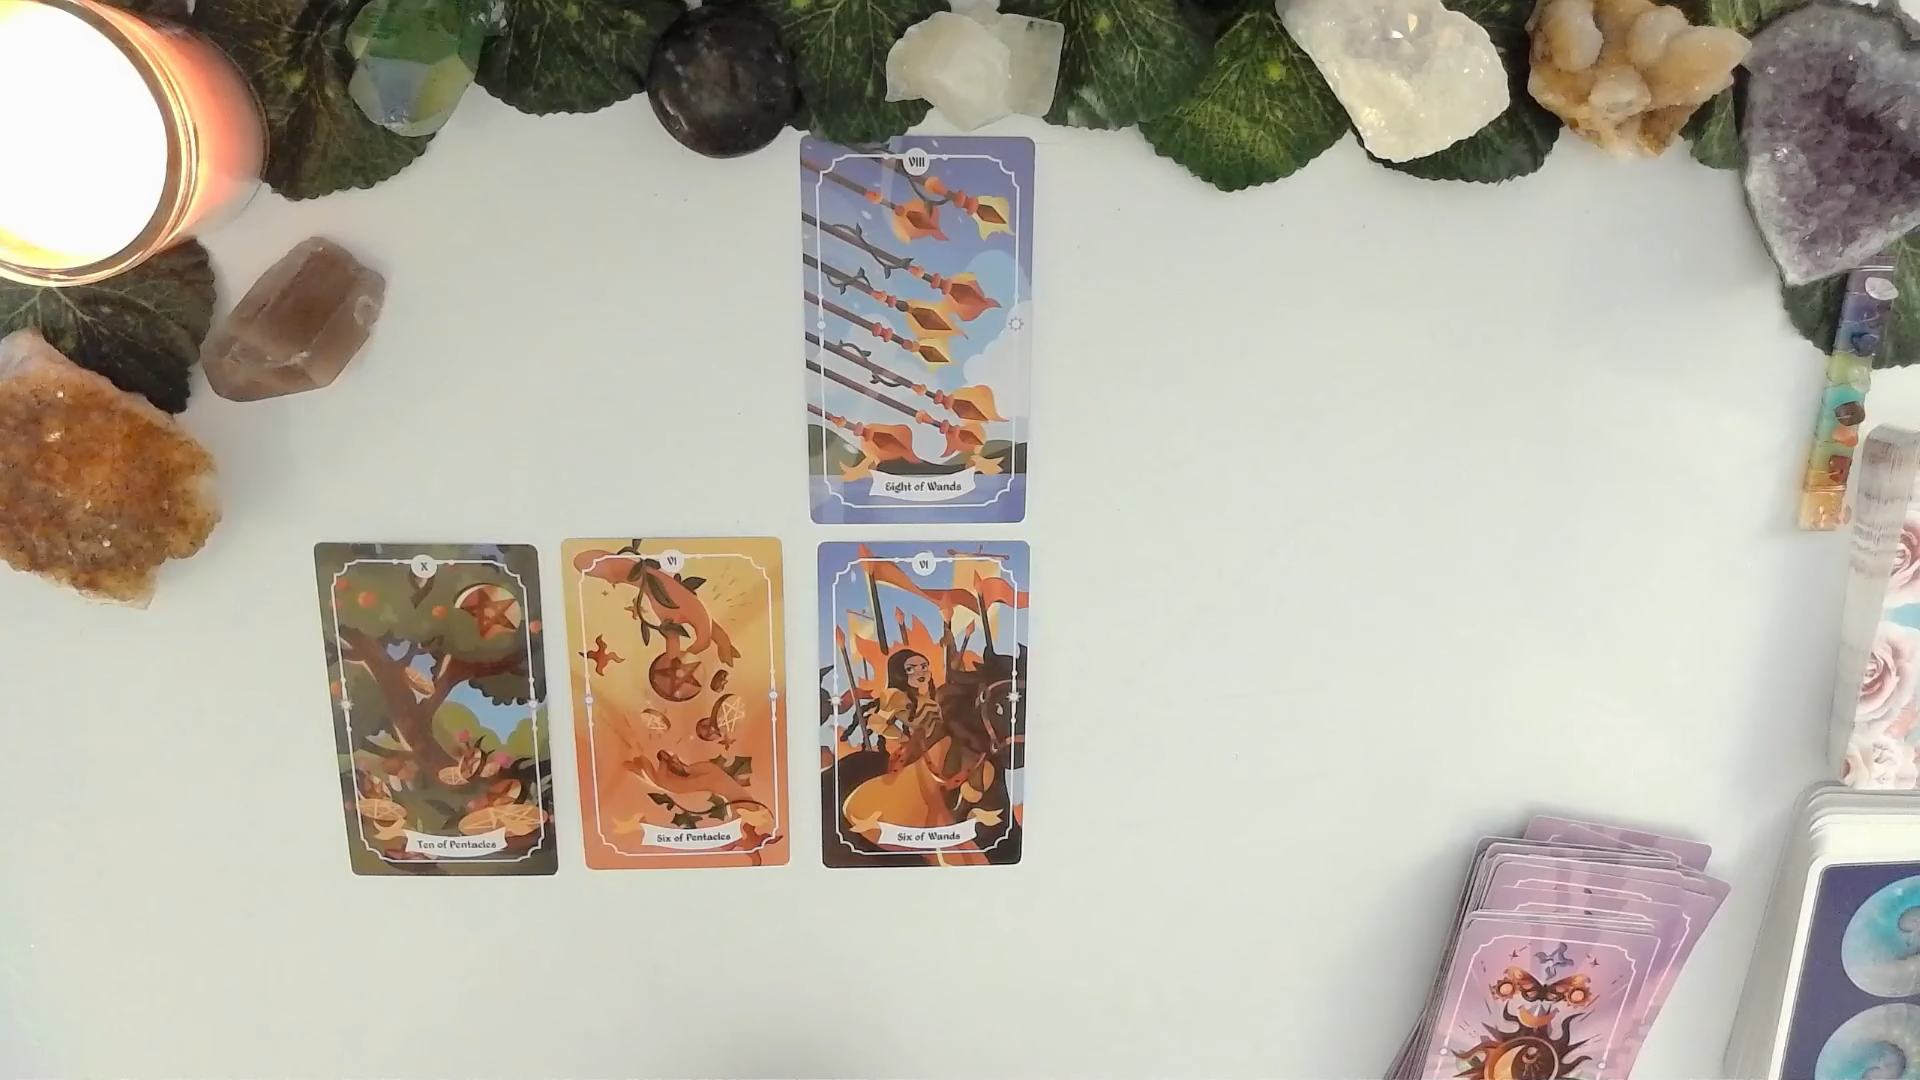 VIII
Eight of Wands
X
Ten of Pentacles
VI
Six of Pentacles
VI
Six of Wands